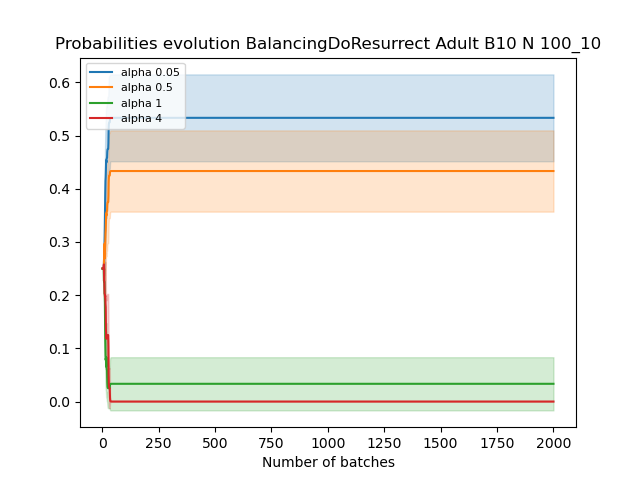 Probabilities evolution BalancingDoResurrect Adult B10 N 100_10
alpha 0.05
alpha 0.5
alpha 1
alpha 4
0.6
0.5
0.4
0.3
0.2
0.1
0.0
0 250 500 750 1000 1250 1500 1750 2000
Number of batches